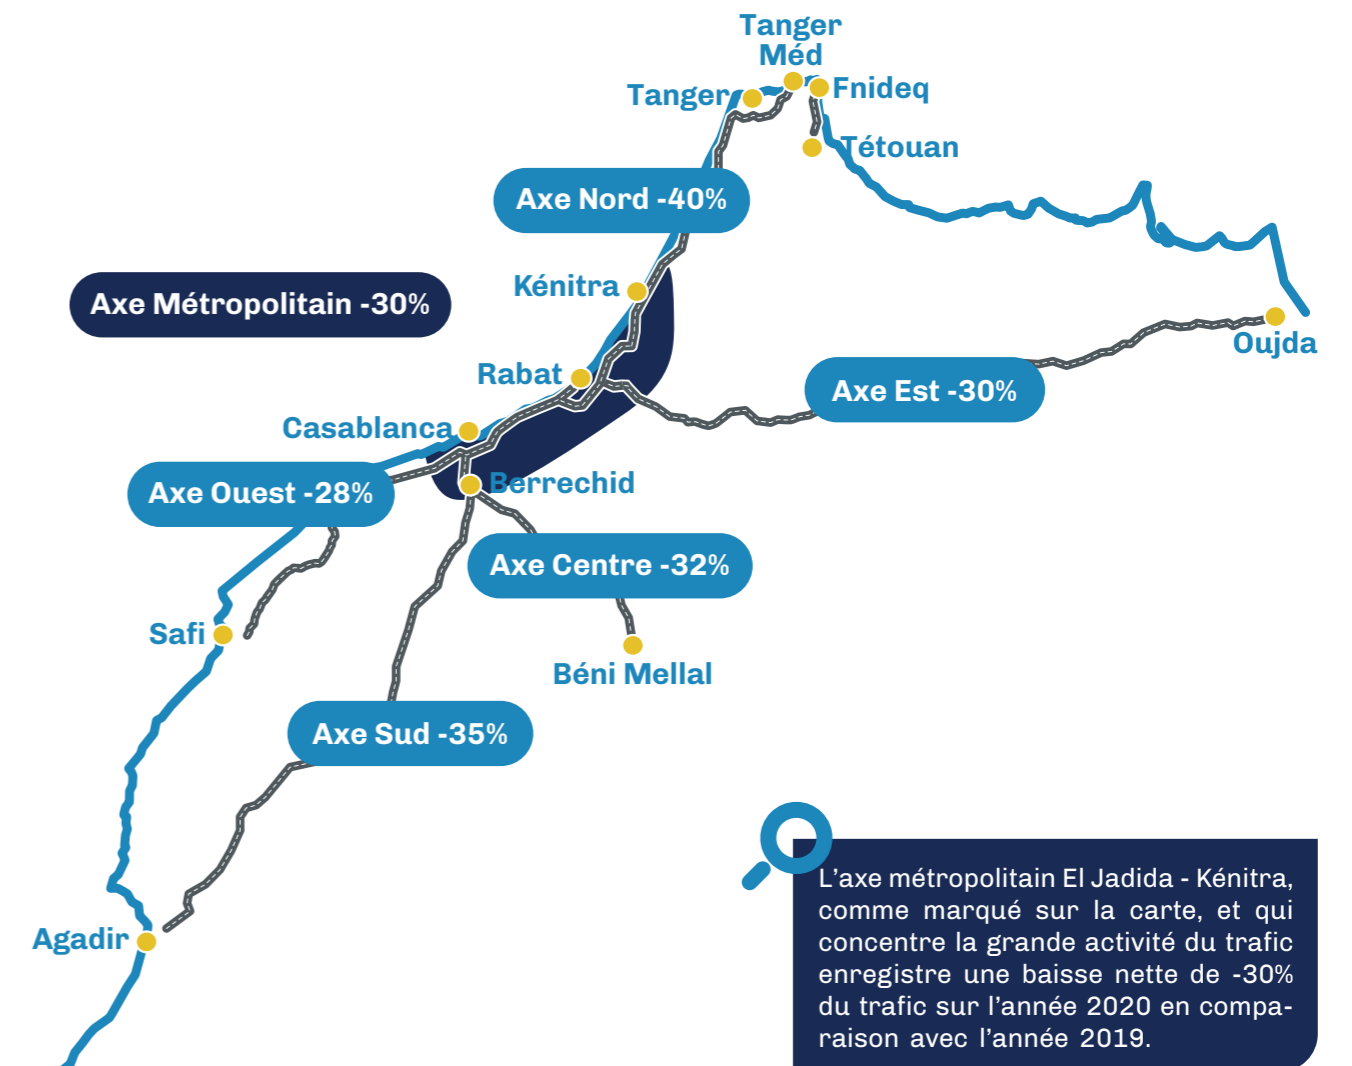 Tanger
Méd
Tanger
Fnideq
Tétouan
Axe Nord -40%
Kénitra
Axe Métropolitain -30%
Oujda
Rabat
Axe Est -30%
Casablanca
Axe Ouest -28%
Berrechid
Axe Centre -32%
Safi
Béni Mellal
Axe Sud -35%
Agadir
L'axe métropolitain El Jadida - Kénitra,
comme marqué sur la carte, et qui
concentre la grande activité du trafic
enregistre une baisse nette de -30%
du trafic sur l'année 2020 en compa-
raison avec l'année 2019.